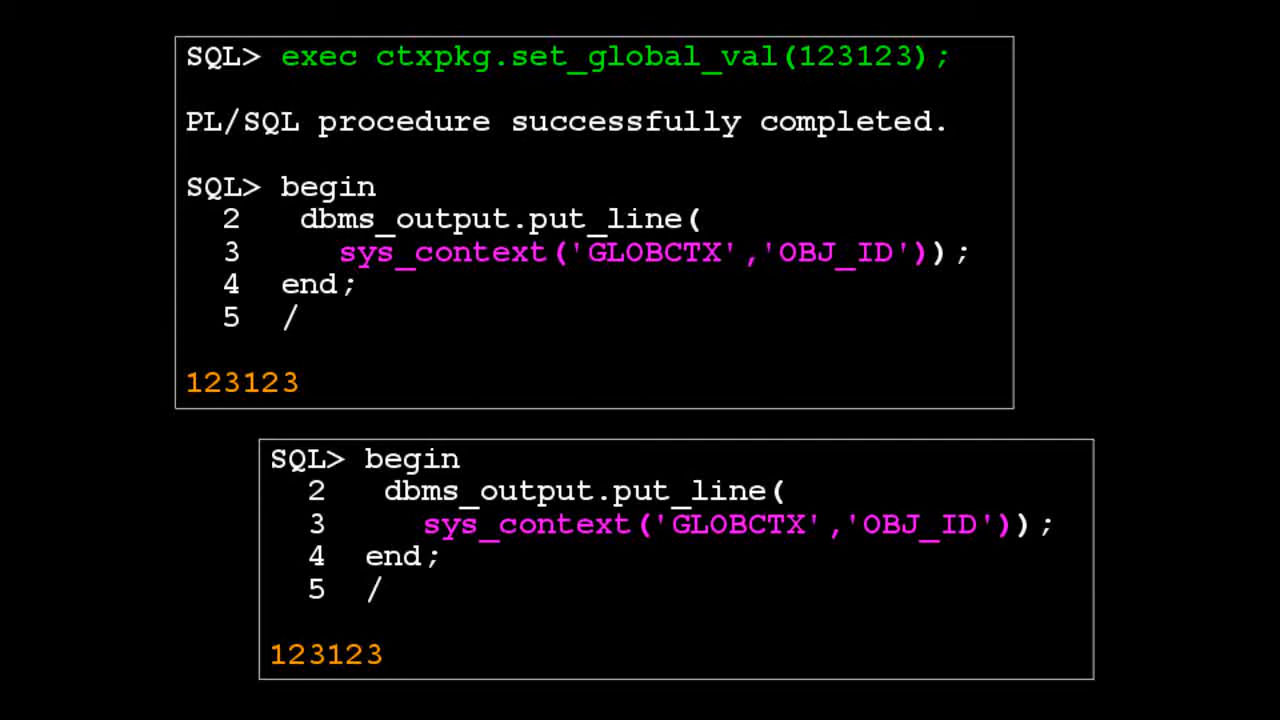 SQL> exec ctxpkg.set_global_val(123123);
PL/SQL procedure successfully completed.
SQL> begin
2 dbms_output.put_line(
3 sys_context('GLOBCTX','OBJ_ID'));
4 end;
5 /
123123
SQL> begin
2 dbms_output.put_line(
3 sys_context('GLOBCTX','OBJ_ID'));
4 end;
5 /
123123